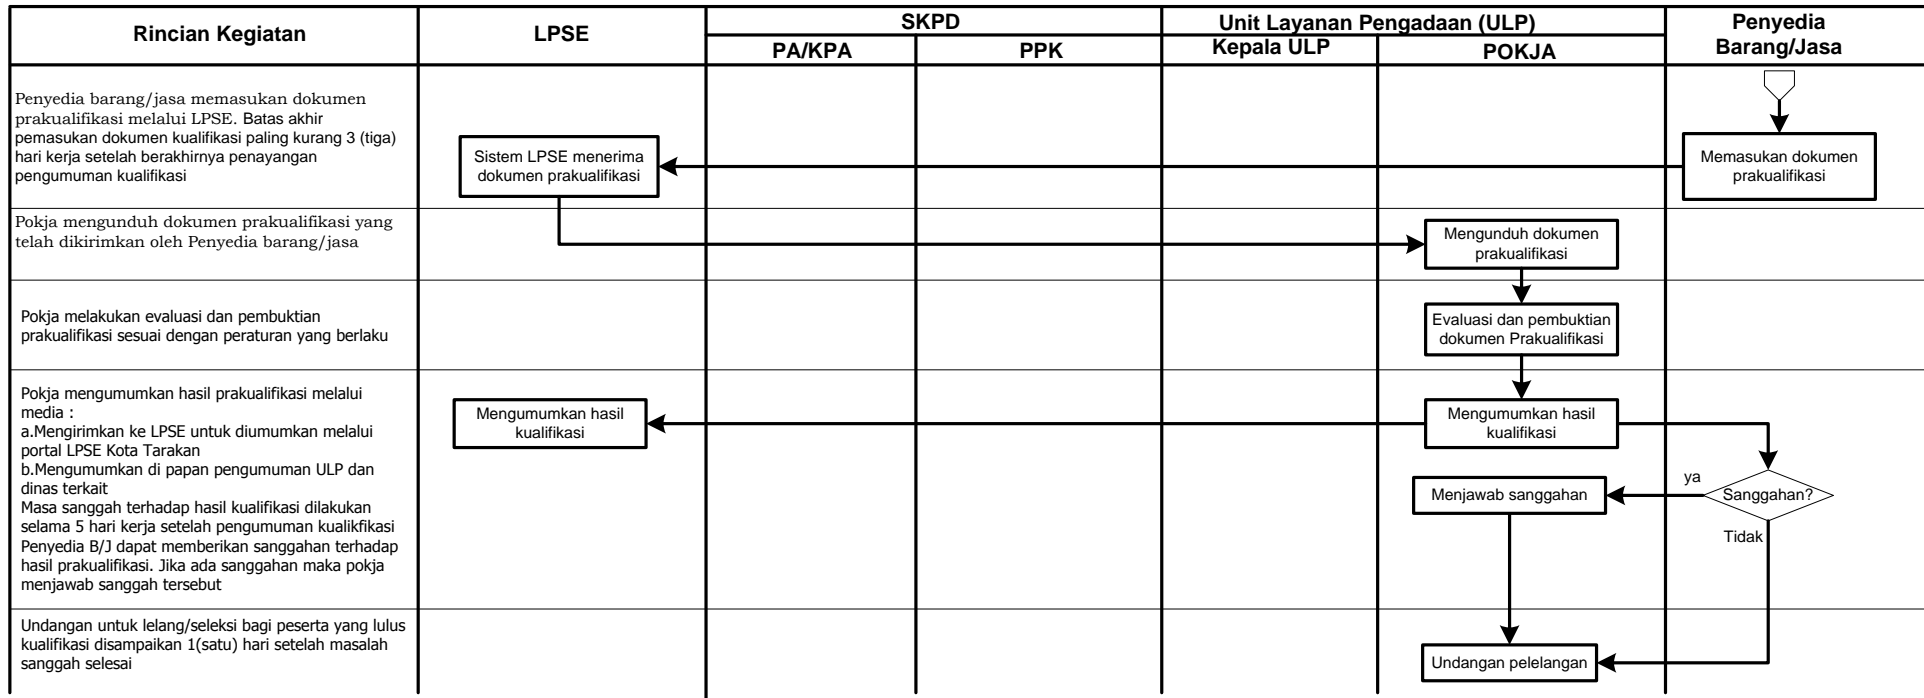 Rincian Kegiatan
LPSE
SKPD
Unit Layanan Pengadaan (ULP)
Penyedia
Barang/Jasa
PA/KPA
PPK
Kepala ULP
POKJA
Penyedia barang/jasa memasukan dokumen
prakualifikasi melalui LPSE. Batas akhir
pemasukan dokumen kualifikasi paling kurang 3 (tiga)
hari kerja setelah berakhirnya penayangan
pengumuman kualifikasi
Sistem LPSE menerima
dokumen prakualifikasi
Memasukan dokumen
prakualifikasi
Pokja mengunduh dokumen prakualifikasi yang
telah dikirimkan oleh Penyedia barang/jasa
Mengunduh dokumen
prakualifikasi
Pokja melakukan evaluasi dan pembuktian
prakualifikasi sesuai dengan peraturan yang berlaku
Evaluasi dan pembuktian
dokumen Prakualifikasi
Pokja mengumumkan hasil prakualifikasi melalui
media :
a.Mengirimkan ke LPSE untuk diumumkan melalui
portal LPSE Kota Tarakan
b.Mengumumkan di papan pengumuman ULP dan
dinas terkait
Masa sanggah terhadap hasil kualifikasi dilakukan
selama 5 hari kerja setelah pengumuman kualikfikasi
Penyedia B/J dapat memberikan sanggahan terhadap
hasil prakualifikasi. Jika ada sanggahan maka pokja
menjawab sanggah tersebut
Mengumumkan hasil
kualifikasi
Mengumumkan hasil
kualifikasi
Menjawab sanggahan
ya
Sanggahan?
Tidak
Undangan untuk lelang/seleksi bagi peserta yang lulus
kualifikasi disampaikan 1(satu) hari setelah masalah
sanggah selesai
Undangan pelelangan